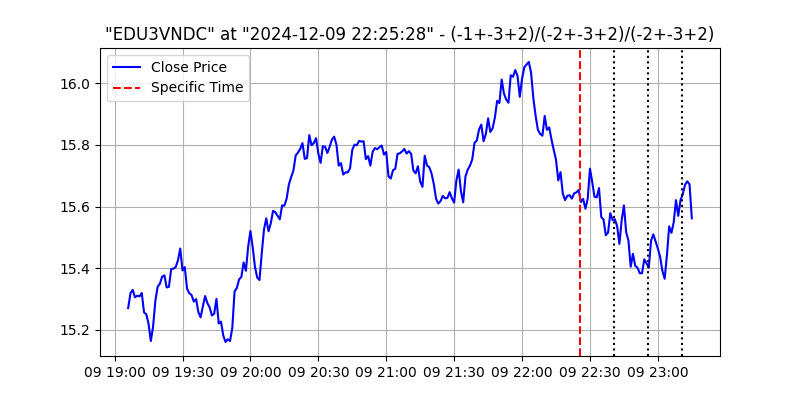 "EDU3VNDC" at "2024-12-09 22:25:28" - (-1+-3+2)/(-2+-3+2)/(-2+-3+2)
Close Price
Specific Time
16.0
15.8
15.6
15.4
15.2
09 19:00 09 19:30 09 20:00 09 20:30 09 21:00 09 21:30 09 22:00 09 22:30 09 23:00